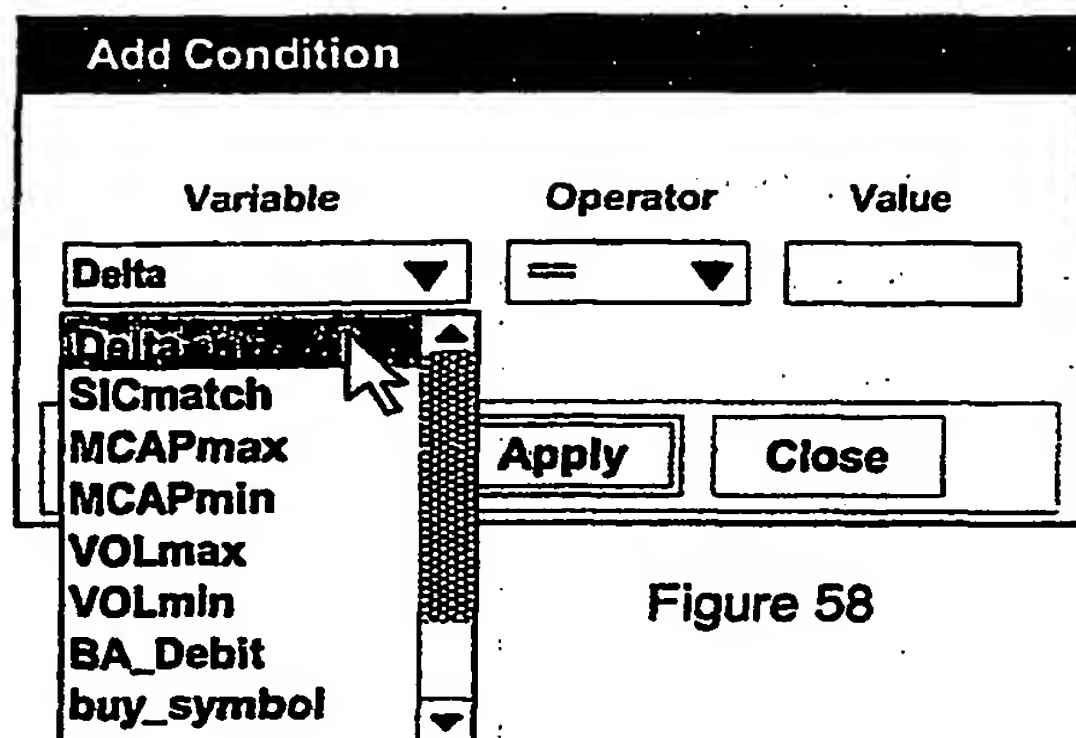 Add Condition
Variable Operator Value
Delta ==
Delta
SICmatch
MCAPmax
Apply Close
MCAPmin
VOLmax
VOLmin
Figure 58
BA_Debit
buy_symbol